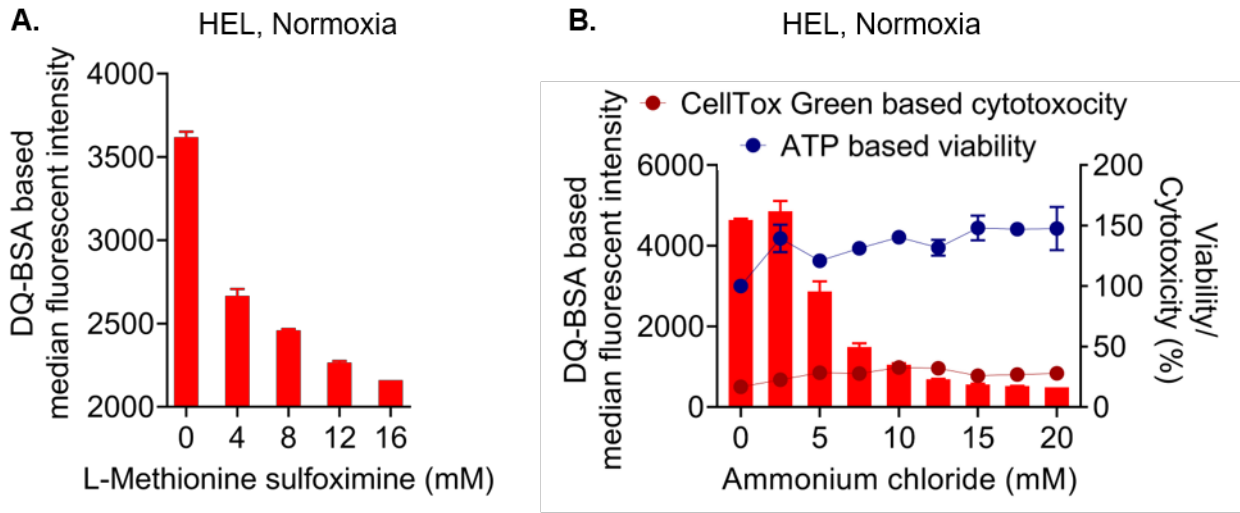 A.
HEL, Normoxia
DQ-BSA based
median fluorescent intensity
4000
3500
3000
2500
2000
0 4 8 12 16
L-Methionine sulfoximine (mM)
B.
HEL, Normoxia
CellTox Green based cytotoxocity
ATP based viability
DQ-BSA based
median fluorescent intensity
6000
4000
2000
0
200
150
100
50
0
Viability/
Cytotoxicity (%)
0 5 10 15 20
Ammonium chloride (mM)